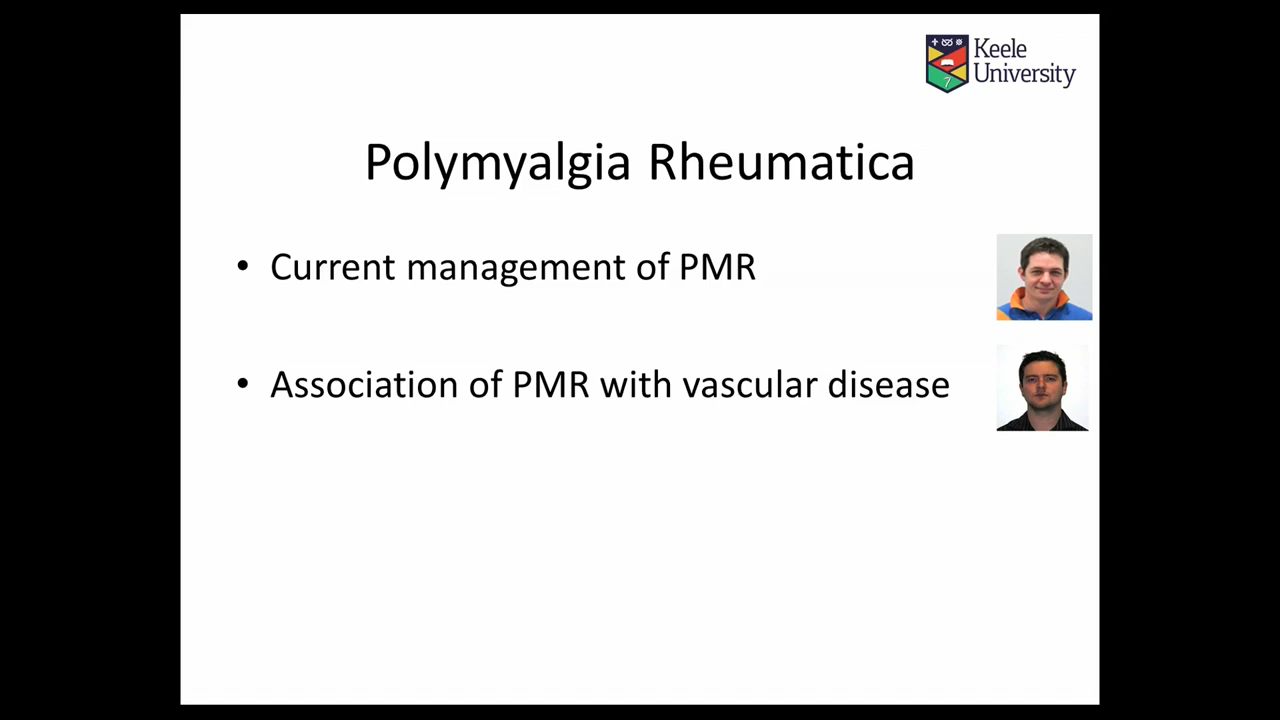 Keele
University
Polymyalgia Rheumatica
• Current management of PMR
• Association of PMR with vascular disease